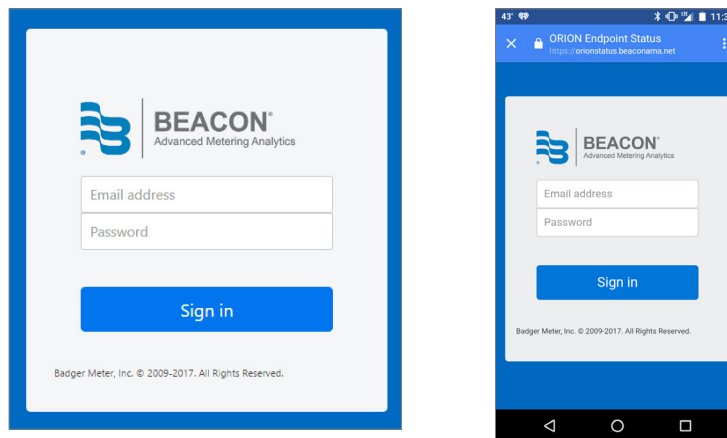 BEACON®
Advanced Metering Analytics
®
Email address
Password
Sign in
Badger Meter, Inc. © 2009-2017. All Rights Reserved.
43°
LTE
11:3
ORION Endpoint Status
https://orionstatus.beaconama.net
BEACON®
Advanced Metering Analytics
®
Email address
Password
Sign in
Badger Meter, Inc. © 2009-2017. All Rights Reserved.